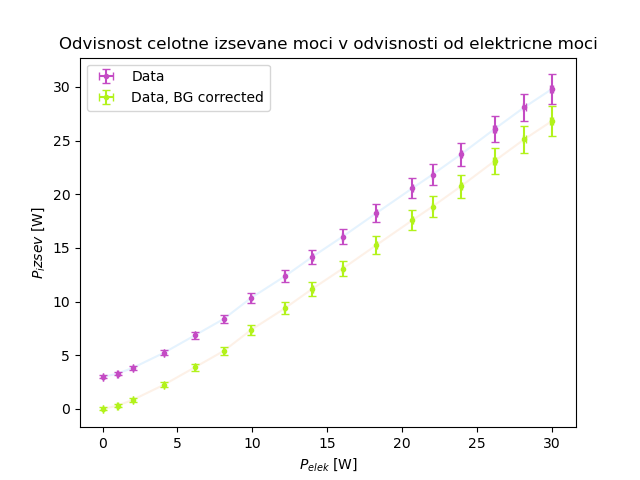 Odvisnost celotne izsevane moci v odvisnosti od elektricne moci
Data
Data, BG corrected
30
25
20
15
10
5
0
P_izsev [W]
0 5 10 15 20 25 30
P_elek [W]